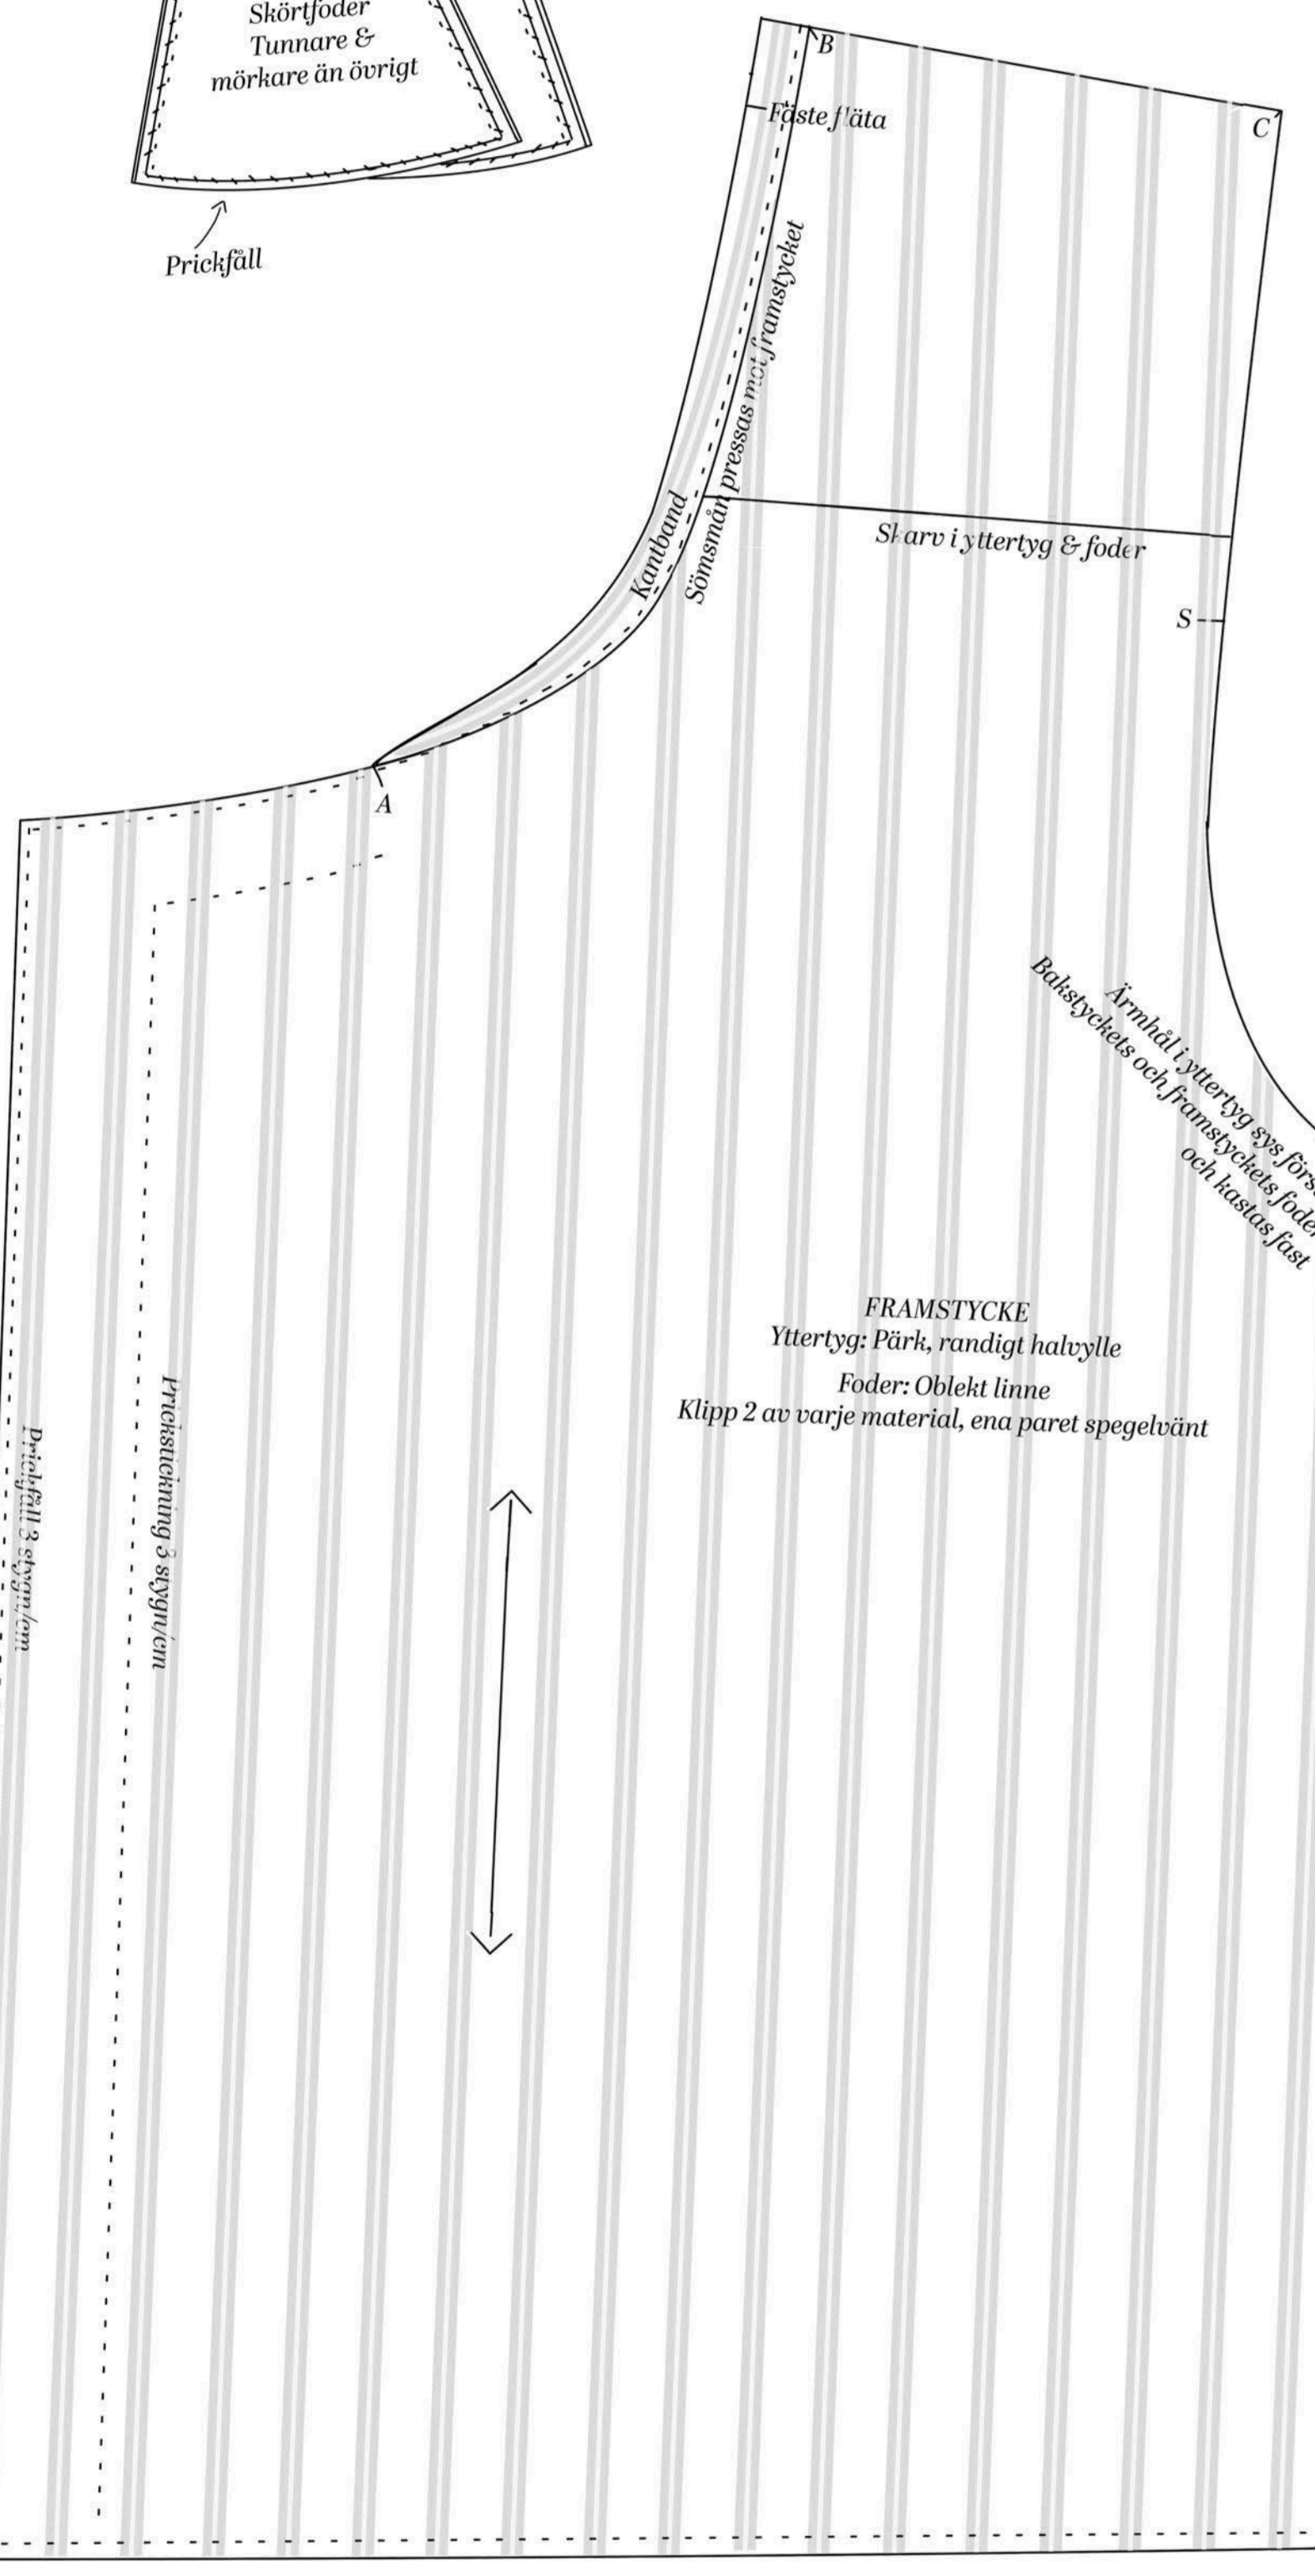 Skörtfoder
Tunnare &
mörkare än övrigt
Prickfåll
B
C
Fäste fläta
Sömsmån pressas mot framstycket
Kantband
Skarv i yttertyg & foder
S
A
Ärmhål i yttertyg sys förs
Bakstyckets och framstyckets foder
och kastas fast
FRAMSTYCKE
Yttertyg: Pärk, randigt halvylle
Foder: Oblekt linne
Klipp 2 av varje material, ena paret spegelvänt
Prickstickning 3 stygn/cm
Prickfåll 3 stygn/cm